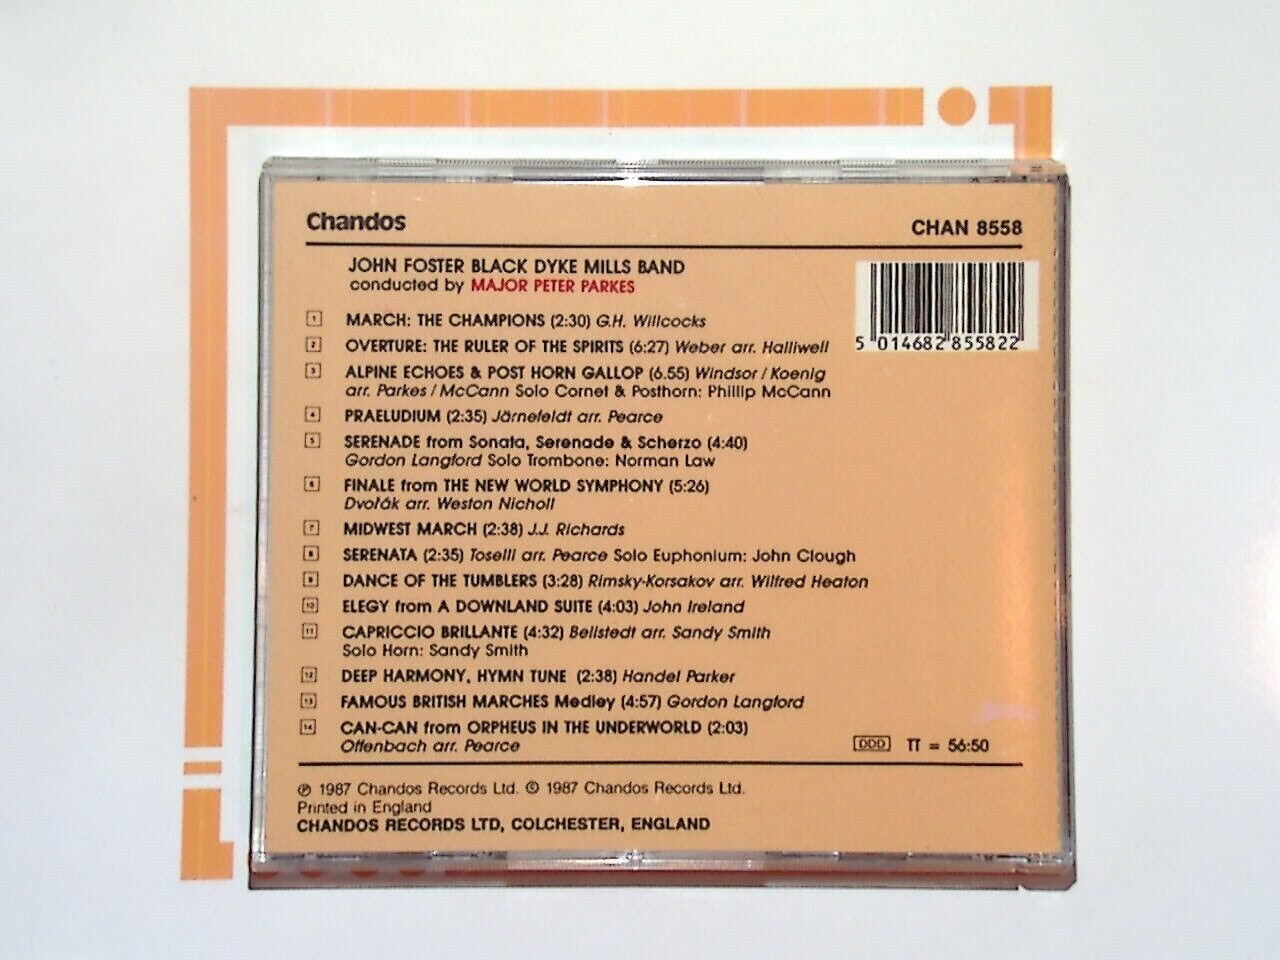 Chandos
CHAN 8558
JOHN FOSTER BLACK DYKE MILLS BAND
conducted by MAJOR PETER PARKES
5 014682 855822
1 MARCH: THE CHAMPIONS (2:30) G.H. Willcocks
2 OVERTURE: THE RULER OF THE SPIRITS (6:27) Weber arr. Halliwell
3 ALPINE ECHOES & POST HORN GALLOP (6.55) Windsor / Koenig
arr. Parkes / McCann Solo Cornet & Posthorn: Phillip McCann
4 PRAELUDIUM (2:35) Järnefeldt arr. Pearce
5 SERENADE from Sonata, Serenade & Scherzo (4:40)
Gordon Langford Solo Trombone: Norman Law
6 FINALE from THE NEW WORLD SYMPHONY (5:26)
Dvořák arr. Weston Nicholl
7 MIDWEST MARCH (2:38) J.J. Richards
8 SERENATA (2:35) Toselli arr. Pearce Solo Euphonium: John Clough
9 DANCE OF THE TUMBLERS (3:28) Rimsky-Korsakov arr. Wilfred Heaton
10 ELEGY from A DOWNLAND SUITE (4:03) John Ireland
11 CAPRICCIO BRILLANTE (4:32) Bellstedt arr. Sandy Smith
Solo Horn: Sandy Smith
12 DEEP HARMONY, HYMN TUNE (2:38) Handel Parker
13 FAMOUS BRITISH MARCHES Medley (4:57) Gordon Langford
14 CAN-CAN from ORPHEUS IN THE UNDERWORLD (2:03)
Offenbach arr. Pearce
DDD TT = 56:50
℗ 1987 Chandos Records Ltd. © 1987 Chandos Records Ltd.
Printed in England
CHANDOS RECORDS LTD, COLCHESTER, ENGLAND